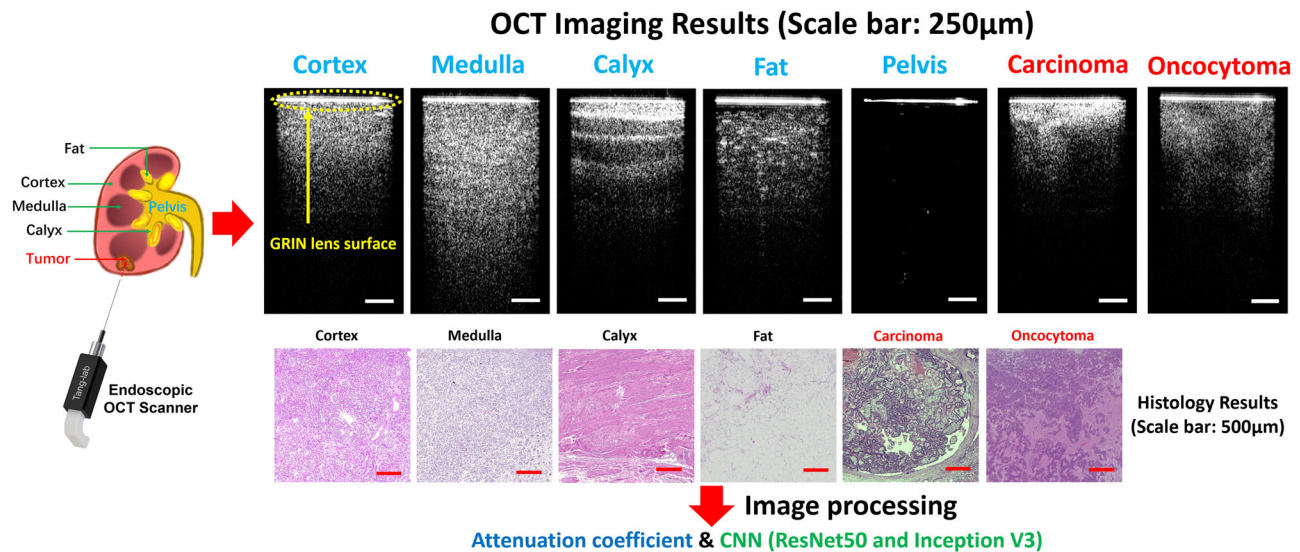 OCT Imaging Results (Scale bar: 250μm)
Cortex Medulla Calyx Fat Pelvis Carcinoma Oncocytoma
Fat
Cortex
Medulla
Pelvis
Calyx
Tumor
GRIN lens surface
Tang-lab
Endoscopic
OCT Scanner
Cortex Medulla Calyx Fat Carcinoma Oncocytoma
Histology Results
(Scale bar: 500μm)
Image processing
Attenuation coefficient & CNN (ResNet50 and Inception V3)